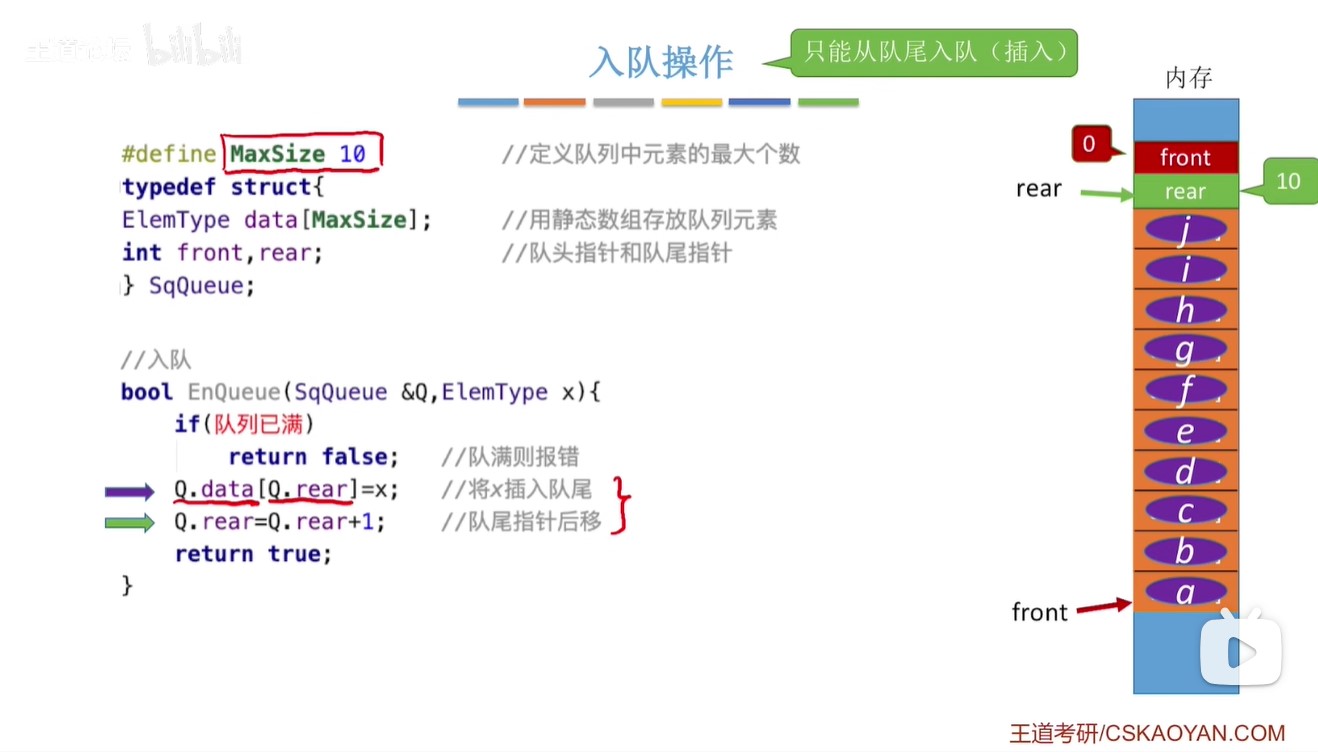 王道论坛 bilibili
入队操作
只能从队尾入队（插入）
#define MaxSize 10 //定义队列中元素的最大个数
typedef struct{
ElemType data[MaxSize]; //用静态数组存放队列元素
int front,rear; //队头指针和队尾指针
} SqQueue;
//入队
bool EnQueue(SqQueue &Q,ElemType x){
if(队列已满)
return false; //队满则报错
Q.data[Q.rear]=x; //将x插入队尾
Q.rear=Q.rear+1; //队尾指针后移
return true;
}
内存
0
front
rear
rear
10
j
i
h
g
f
e
d
c
b
a
front
王道考研/CSKAOYAN.COM